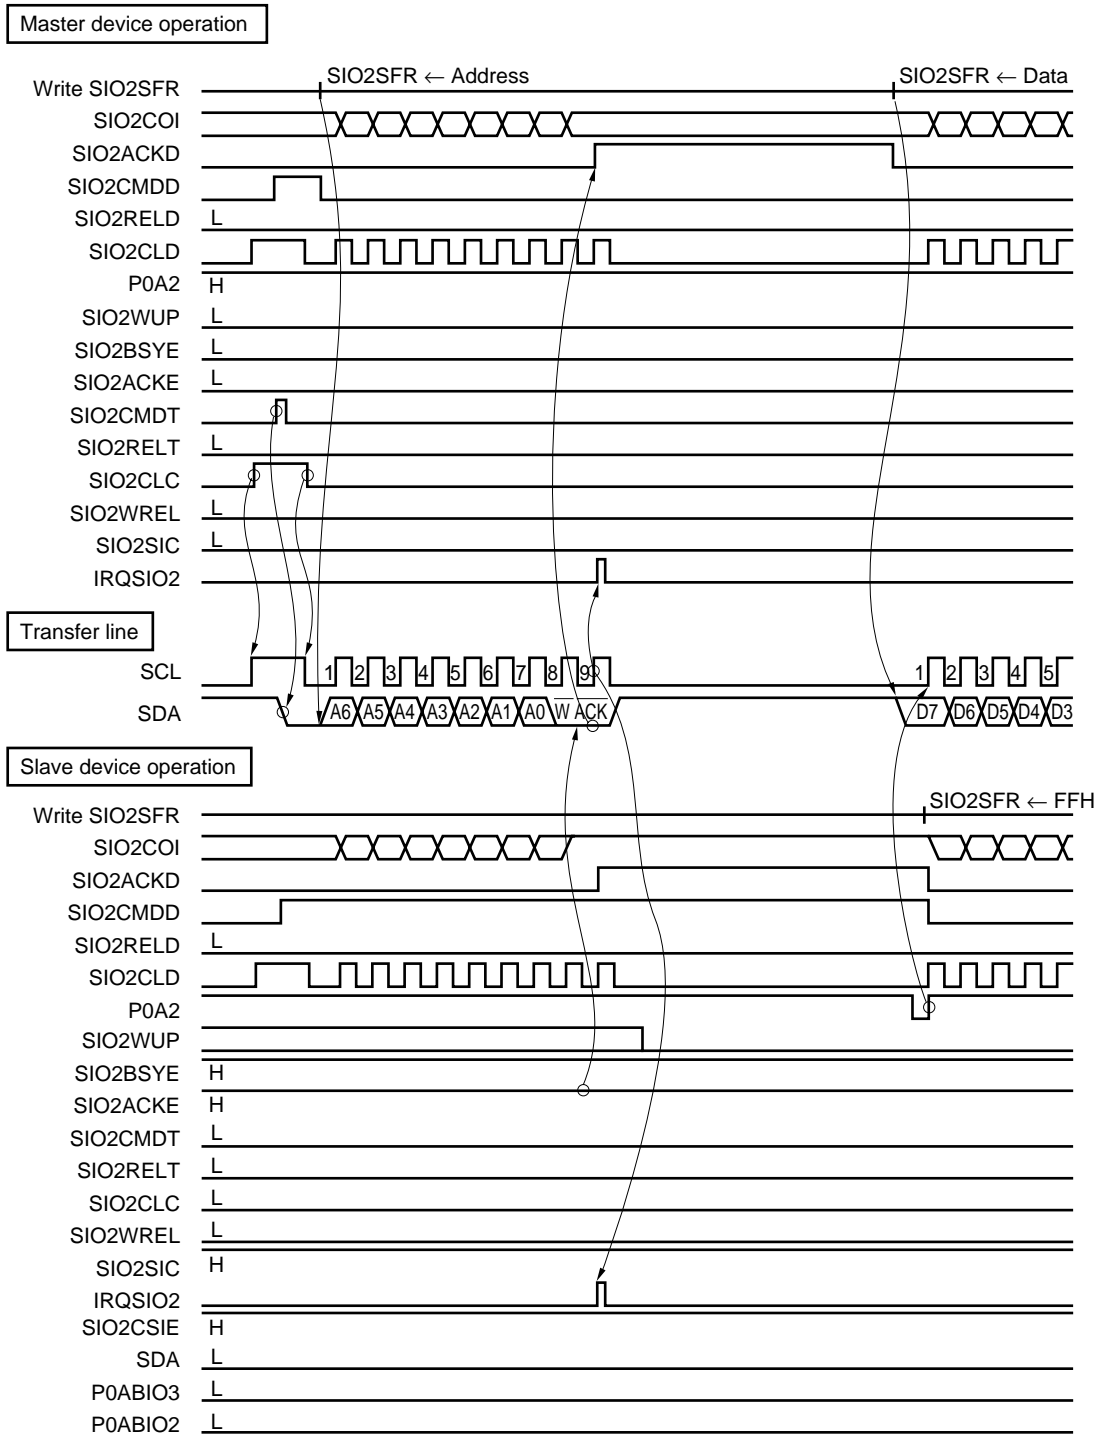 Master device operation
Write SIO2SFR SIO2SFR ← Address SIO2SFR ← Data
SIO2COI
SIO2ACKD
SIO2CMDD
SIO2RELD L
SIO2CLD
P0A2 H
SIO2WUP L
SIO2BSYE L
SIO2ACKE L
SIO2CMDT
SIO2RELT L
SIO2CLC
SIO2WREL L
SIO2SIC L
IRQSIO2
Transfer line
SCL 1 2 3 4 5 6 7 8 9 1 2 3 4 5
SDA A6 A5 A4 A3 A2 A1 A0 W ACK D7 D6 D5 D4 D3
Slave device operation
Write SIO2SFR SIO2SFR ← FFH
SIO2COI
SIO2ACKD
SIO2CMDD
SIO2RELD L
SIO2CLD
P0A2
SIO2WUP
SIO2BSYE H
SIO2ACKE H
SIO2CMDT L
SIO2RELT L
SIO2CLC L
SIO2WREL L
SIO2SIC H
IRQSIO2
SIO2CSIE H
SDA L
P0ABIO3 L
P0ABIO2 L